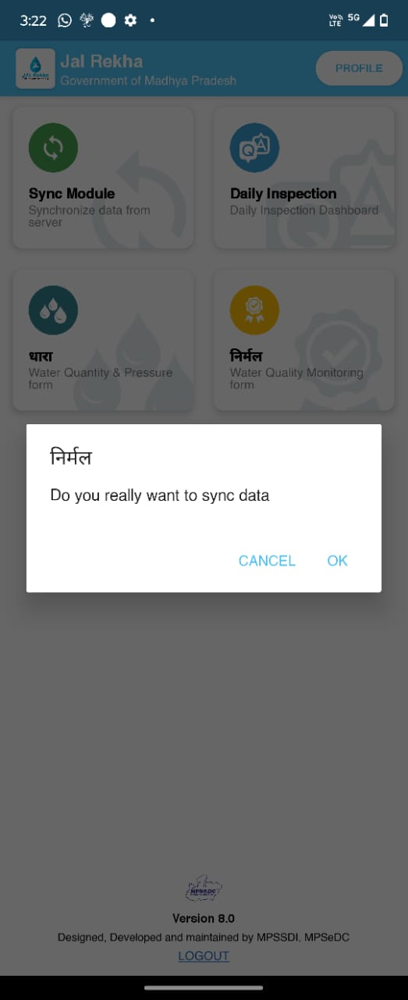 3:22
Vo)) LTE 5G
Jal Rekha
Government of Madhya Pradesh
PROFILE
Sync Module
Synchronize data from
server
Daily Inspection
Daily Inspection Dashboard
धारा
Water Quantity & Pressure
form
निर्मल
Water Quality Monitoring
form
निर्मल
Do you really want to sync data
CANCEL
OK
MPSSDI
Version 8.0
Designed, Developed and maintained by MPSSDI, MPSeDC
LOGOUT